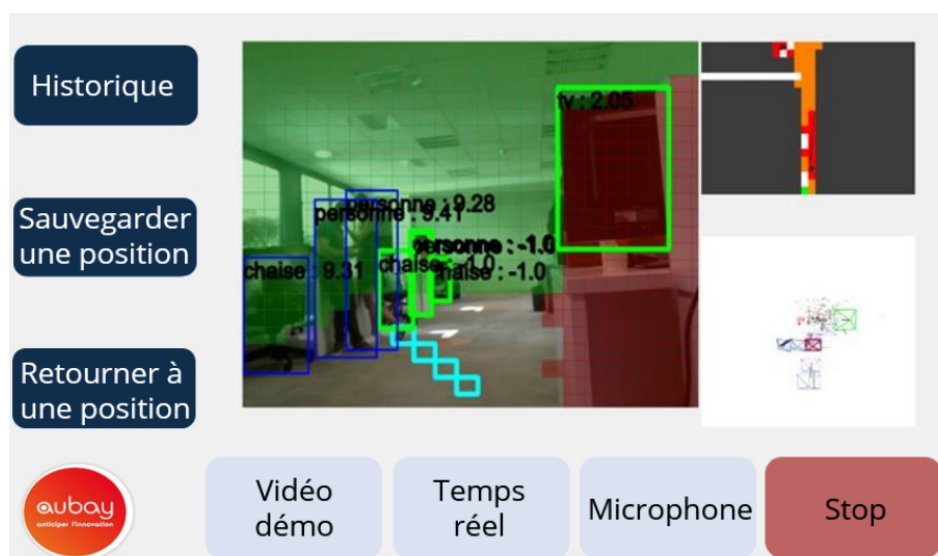 Historique
Sauvegarder
une position
Retourner à
une position
tv : 2.05
personne : 9.28
personne : 9.41
personne : -1.0
chaise : 9.31
chaise : -1.0
chaise : -1.0
aubay
anticiper l'innovation
Vidéo
démo
Temps
réel
Microphone
Stop